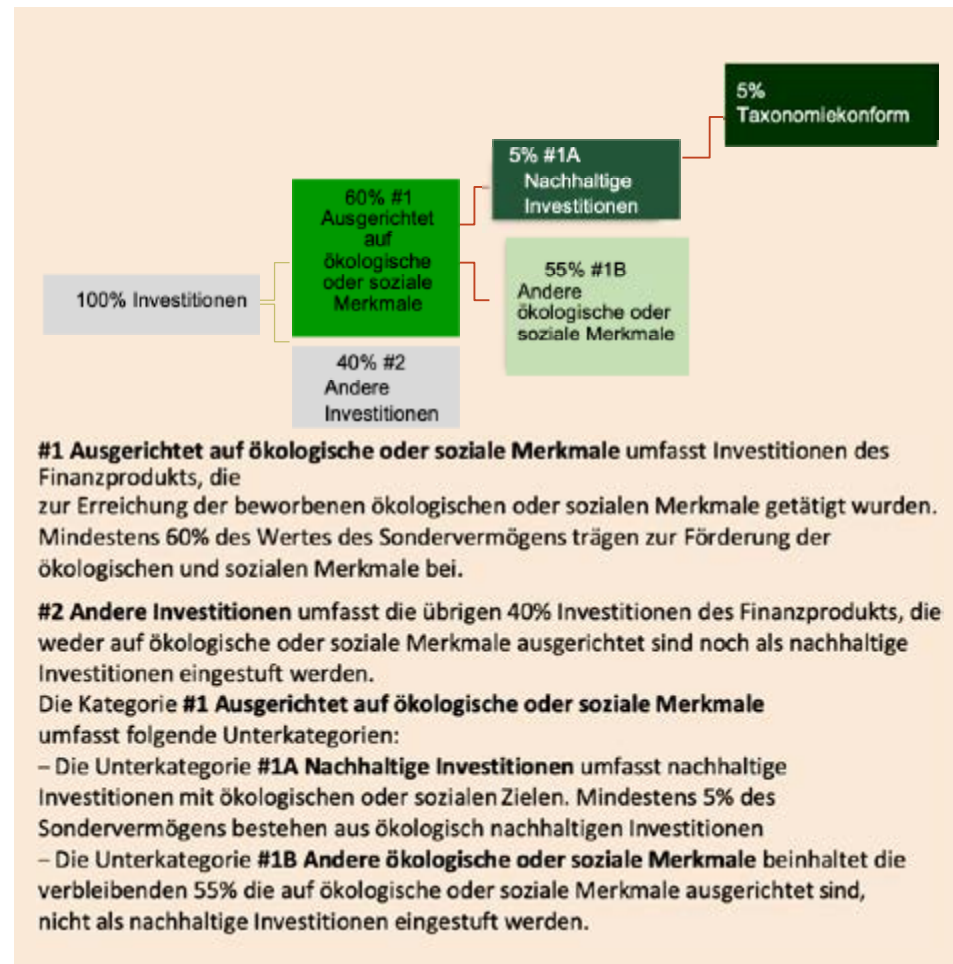 5%
Taxonomiekonform
5% #1A
Nachhaltige
Investitionen
60% #1
Ausgerichtet
auf
ökologische
oder soziale
Merkmale
55% #1B
Andere
ökologische oder
soziale Merkmale
100% Investitionen
40% #2
Andere
Investitionen
#1 Ausgerichtet auf ökologische oder soziale Merkmale umfasst Investitionen des
Finanzprodukts, die
zur Erreichung der beworbenen ökologischen oder sozialen Merkmale getätigt wurden.
Mindestens 60% des Wertes des Sondervermögens trägen zur Förderung der
ökologischen und sozialen Merkmale bei.
#2 Andere Investitionen umfasst die übrigen 40% Investitionen des Finanzprodukts, die
weder auf ökologische oder soziale Merkmale ausgerichtet sind noch als nachhaltige
Investitionen eingestuft werden.
Die Kategorie #1 Ausgerichtet auf ökologische oder soziale Merkmale
umfasst folgende Unterkategorien:
– Die Unterkategorie #1A Nachhaltige Investitionen umfasst nachhaltige
Investitionen mit ökologischen oder sozialen Zielen. Mindestens 5% des
Sondervermögens bestehen aus ökologisch nachhaltigen Investitionen
– Die Unterkategorie #1B Andere ökologische oder soziale Merkmale beinhaltet die
verbleibenden 55% die auf ökologische oder soziale Merkmale ausgerichtet sind,
nicht als nachhaltige Investitionen eingestuft werden.